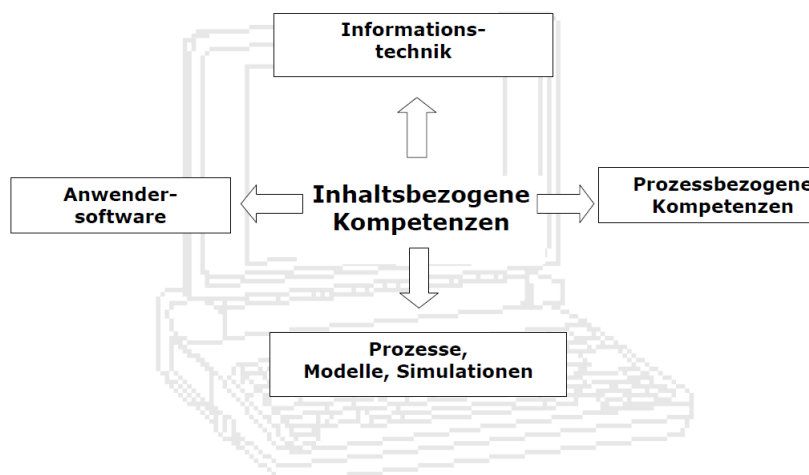 Informations-
technik
Anwender-
software
Inhaltsbezogene
Kompetenzen
Prozessbezogene
Kompetenzen
Prozesse,
Modelle, Simulationen